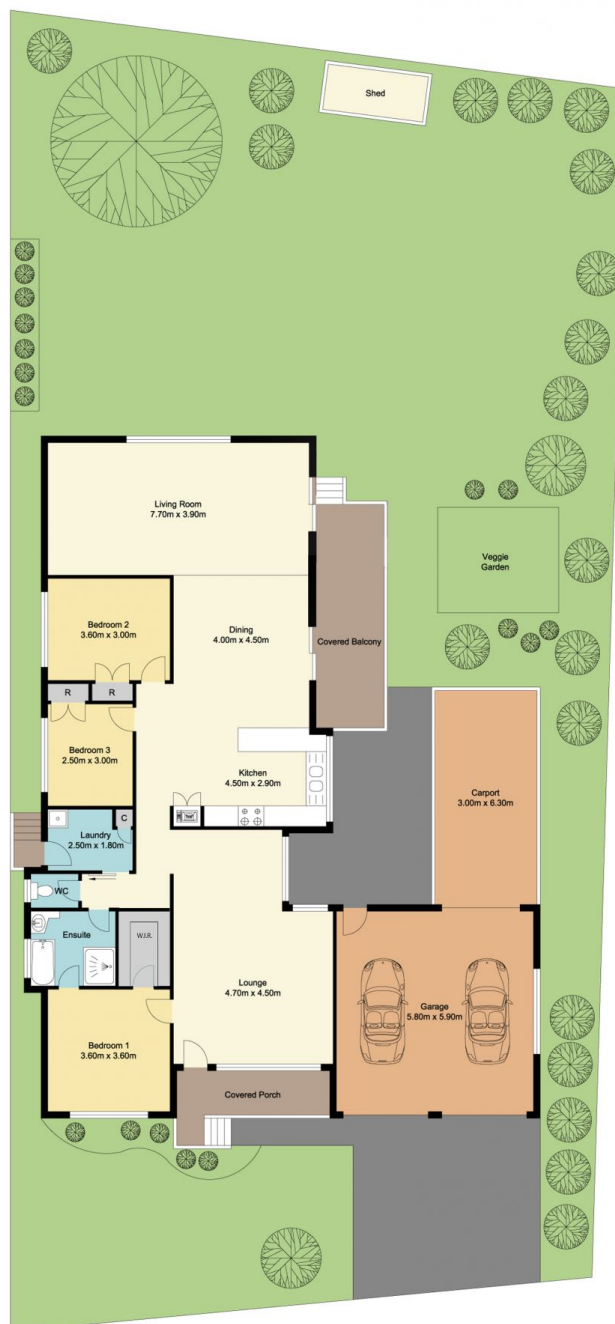 Shed
Living Room
7.70m x 3.90m
Veggie
Garden
Bedroom 2
3.60m x 3.00m
Dining
4.00m x 4.50m
Covered Balcony
R
R
Bedroom 3
2.50m x 3.00m
Kitchen
4.50m x 2.90m
Carport
3.00m x 6.30m
C
Laundry
2.50m x 1.80m
WC
Ensuite
W.I.R.
Lounge
4.70m x 4.50m
Garage
5.80m x 5.90m
Bedroom 1
3.60m x 3.60m
Covered Porch